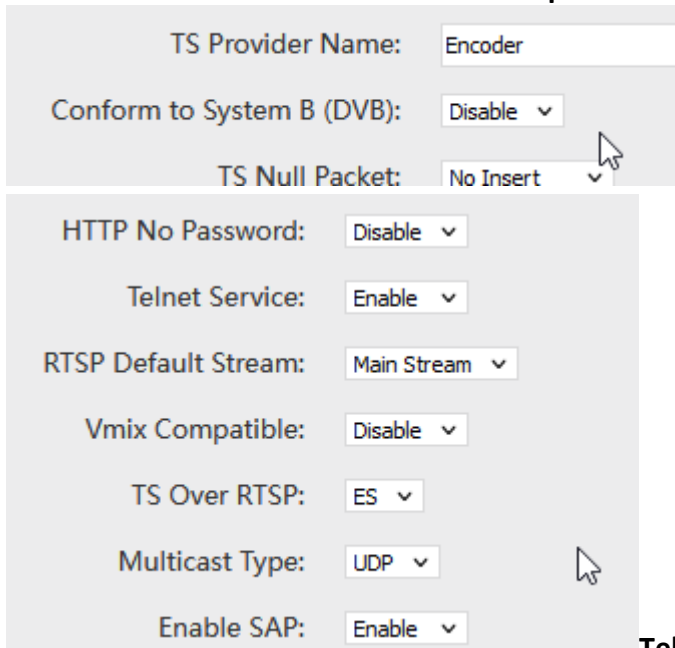 TS Provider Name: Encoder
Conform to System B (DVB): Disable
TS Null Packet: No Insert
HTTP No Password: Disable
Telnet Service: Enable
RTSP Default Stream: Main Stream
Vmix Compatible: Disable
TS Over RTSP: ES
Multicast Type: UDP
Enable SAP: Enable